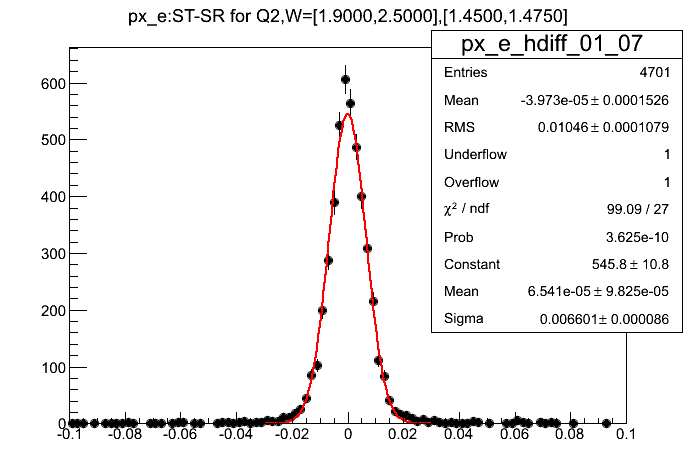 px_e:ST-SR for Q2,W=[1.9000,2.5000],[1.4500,1.4750]
px_e_hdiff_01_07
Entries 4701
Mean -3.973e-05 ± 0.0001526
RMS 0.01046 ± 0.0001079
Underflow 1
Overflow 1
χ² / ndf 99.09 / 27
Prob 3.625e-10
Constant 545.8 ± 10.8
Mean 6.541e-05 ± 9.825e-05
Sigma 0.006601 ± 0.000086
600
500
400
300
200
100
0
-0.1 -0.08 -0.06 -0.04 -0.02 0 0.02 0.04 0.06 0.08 0.1